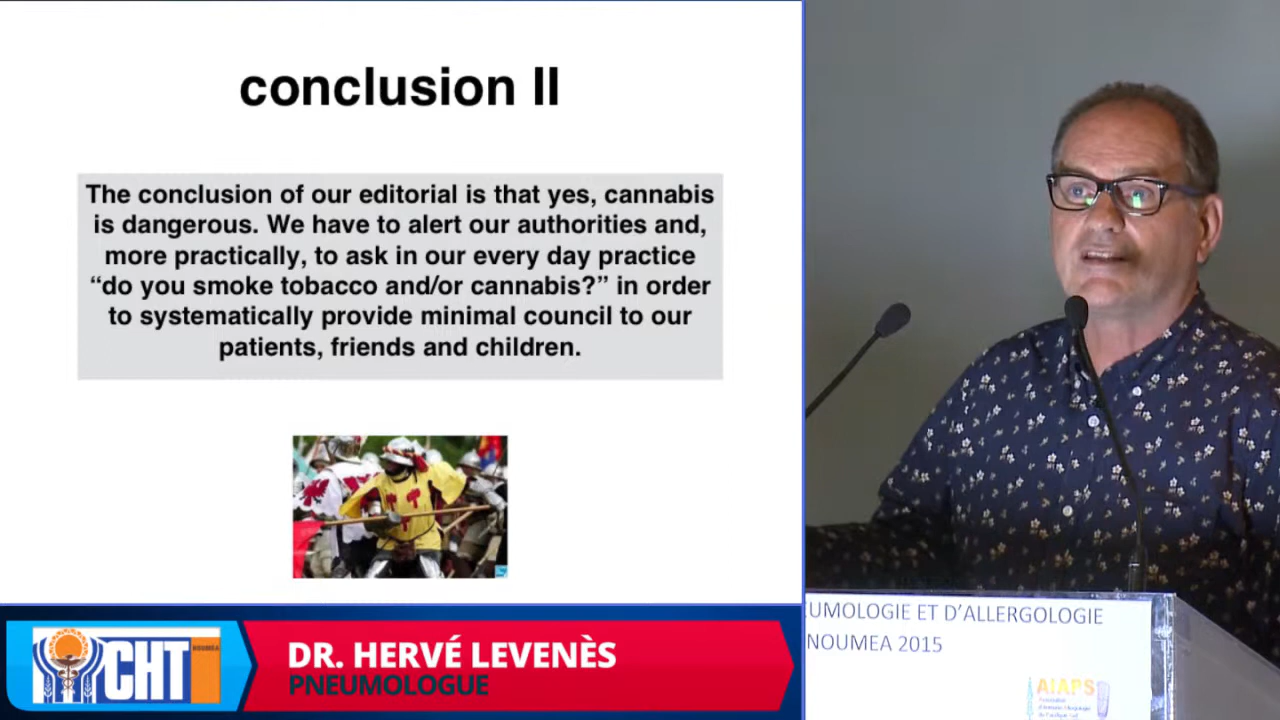 conclusion II
The conclusion of our editorial is that yes, cannabis
is dangerous. We have to alert our authorities and,
more practically, to ask in our every day practice
“do you smoke tobacco and/or cannabis?” in order
to systematically provide minimal council to our
patients, friends and children.
CHT
NOUMEA
DR. HERVÉ LEVENÈS
PNEUMOLOGUE
EUMOLOGIE ET D'ALLERGOLOGIE
NOUMEA 2015
AIAPS